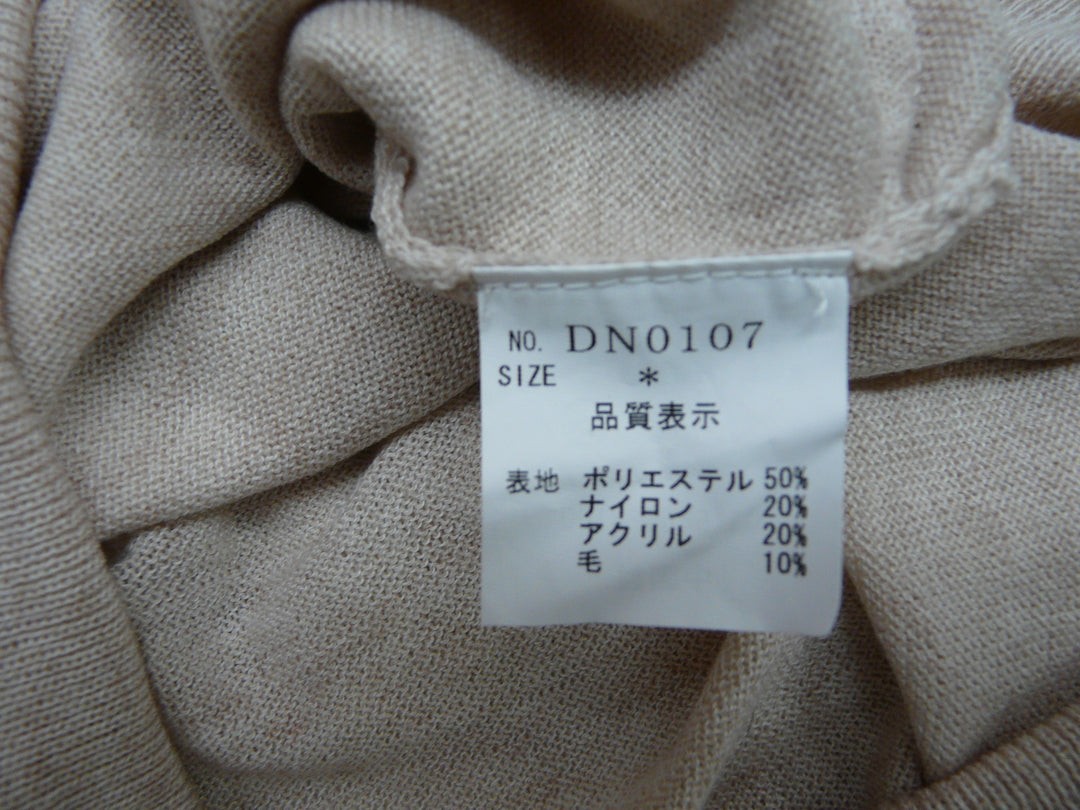 NO. DN0107
SIZE *
品質表示
表地 ポリエステル 50%
ナイロン 20%
アクリル 20%
毛 10%